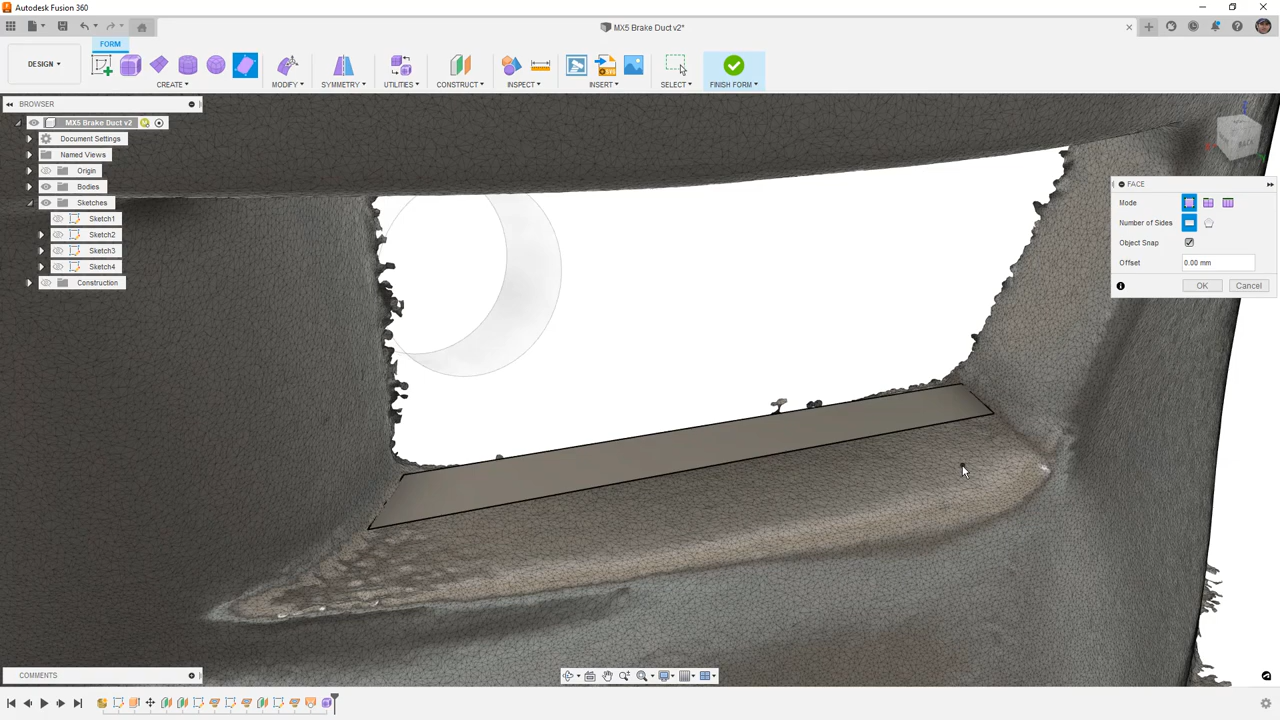 Autodesk Fusion 360
MX5 Brake Duct v2*
FORM
DESIGN
CREATE
MODIFY
SYMMETRY
UTILITIES
CONSTRUCT
INSPECT
INSERT
SELECT
FINISH FORM
BROWSER
MX5 Brake Duct v2
Document Settings
Named Views
Origin
Bodies
Sketches
Sketch1
Sketch2
Sketch3
Sketch4
Construction
BACK
FACE
Mode
Number of Sides
Object Snap
Offset
0.00 mm
OK
Cancel
COMMENTS